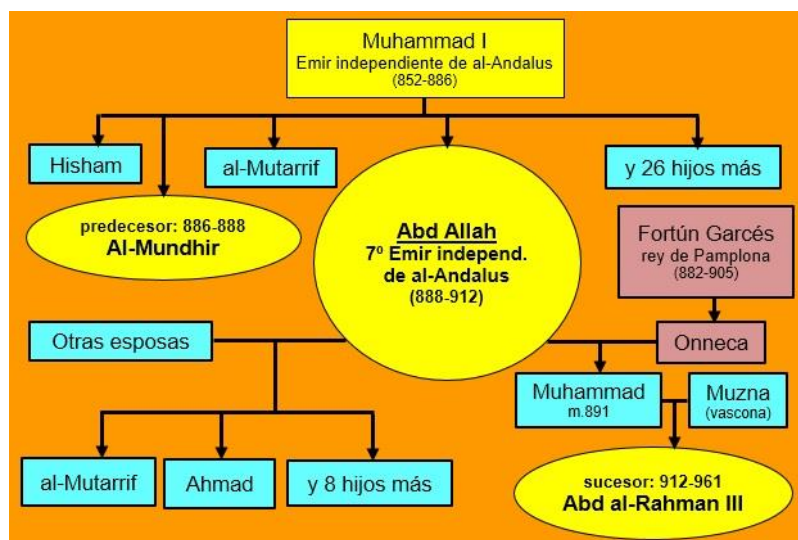 Muhammad I
Emir independiente de al-Andalus
(852-886)
Hisham
al-Mutarrif
y 26 hijos más
predecesor: 886-888
Al-Mundhir
Abd Allah
7º Emir independ.
de al-Andalus
(888-912)
Fortún Garcés
rey de Pamplona
(882-905)
Otras esposas
Onneca
Muhammad
m.891
Muzna
(vascona)
al-Mutarrif
Ahmad
y 8 hijos más
sucesor: 912-961
Abd al-Rahman III